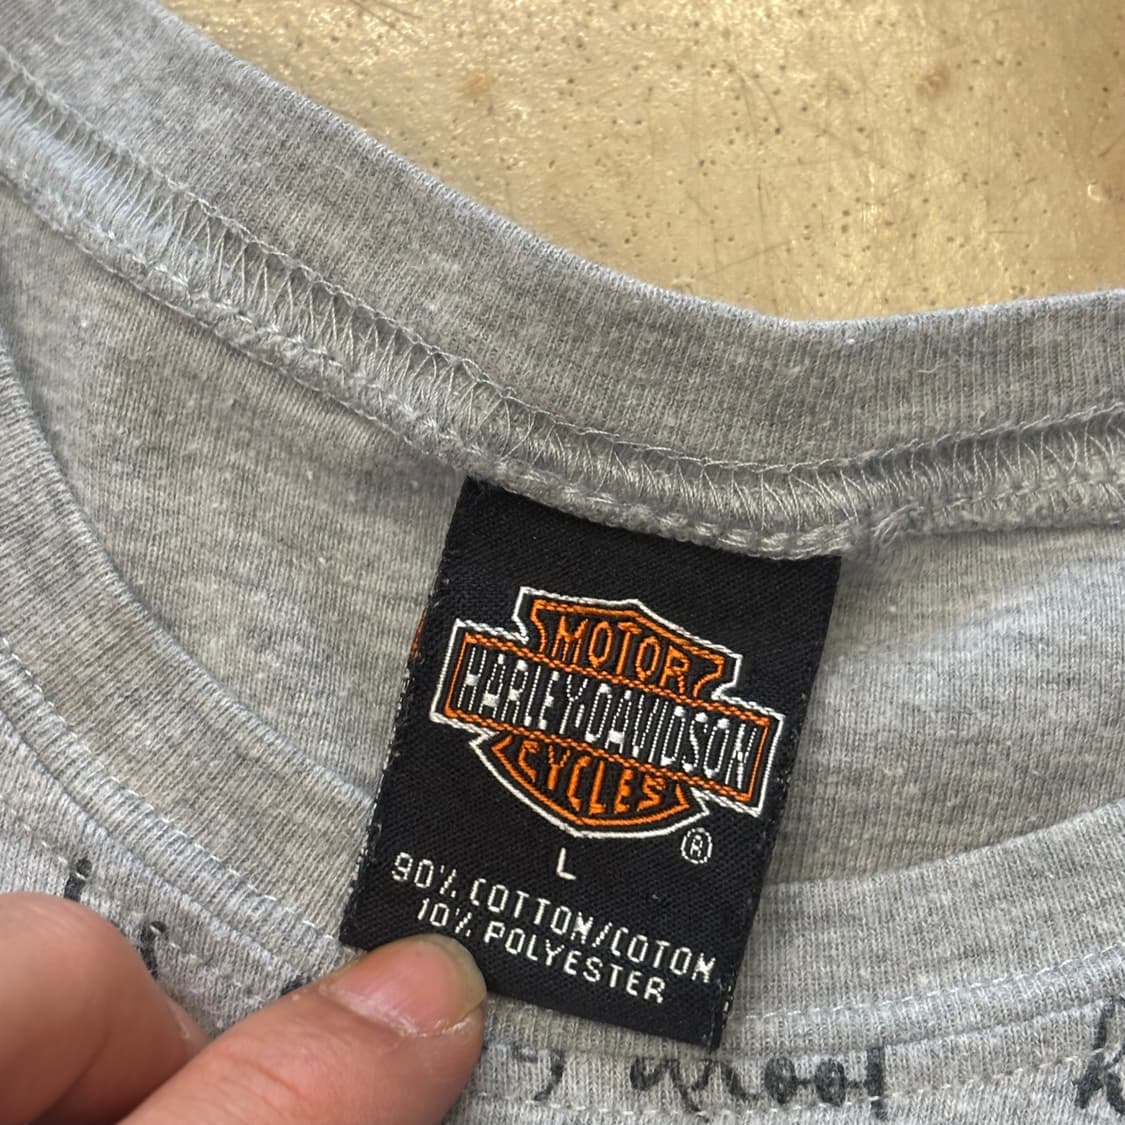 MOTOR
HARLEY-DAVIDSON
CYCLES
®
L
90% COTTON/COTON
10% POLYESTER